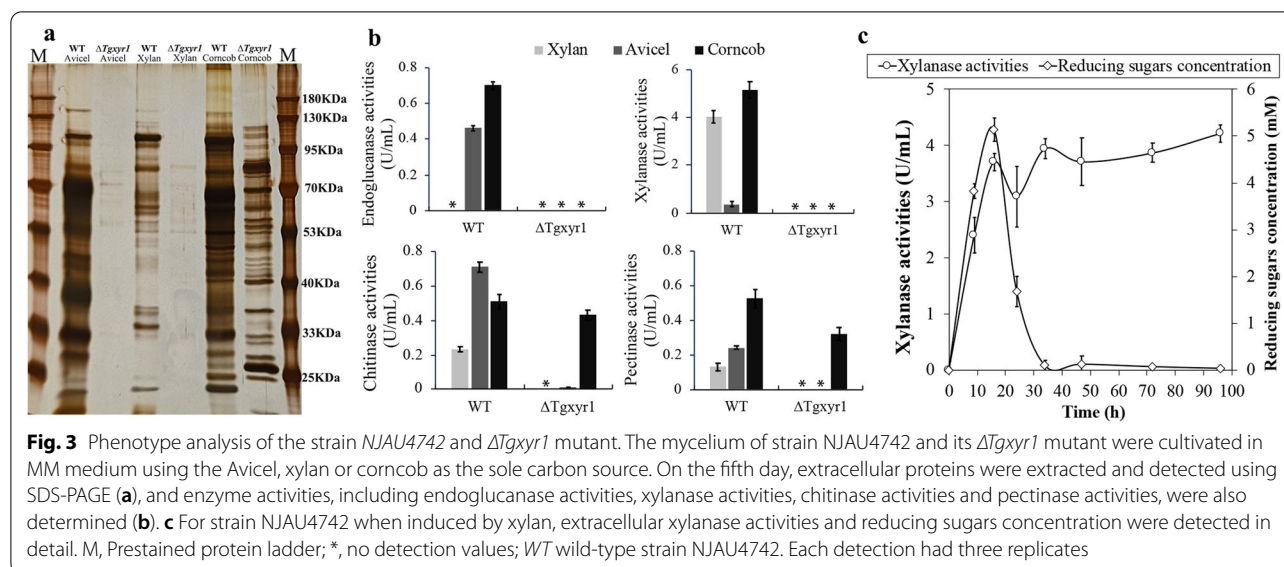 a
WT ΔTgxyr1 WT ΔTgxyr1 WT ΔTgxyr1
M Avicel Avicel Xylan Xylan Corncob Corncob M
180KDa
130KDa
95KDa
70KDa
53KDa
40KDa
33KDa
25KDa
b
Xylan Avicel Corncob
Endoglucanase activities
(U/mL)
0.8
0.6
0.4
0.2
0
* * * *
WT ΔTgxyr1
Xylanase activities
(U/mL)
6
4
2
0
* * *
WT ΔTgxyr1
Chitinase activities
(U/mL)
0.8
0.6
0.4
0.2
0
*
WT ΔTgxyr1
Pectinase activities
(U/mL)
0.8
0.6
0.4
0.2
0
* *
WT ΔTgxyr1
c
Xylanase activities Reducing sugars concentration
Xylanase activities (U/mL)
5
4
3
2
1
0
Reducing sugars concentration (mM)
6
5
4
3
2
1
0
0 10 20 30 40 50 60 70 80 90 100
Time (h)
Fig. 3 Phenotype analysis of the strain NJAU4742 and ΔTgxyr1 mutant. The mycelium of strain NJAU4742 and its ΔTgxyr1 mutant were cultivated in
MM medium using the Avicel, xylan or corncob as the sole carbon source. On the fifth day, extracellular proteins were extracted and detected using
SDS-PAGE (a), and enzyme activities, including endoglucanase activities, xylanase activities, chitinase activities and pectinase activities, were also
determined (b). c For strain NJAU4742 when induced by xylan, extracellular xylanase activities and reducing sugars concentration were detected in
detail. M, Prestained protein ladder; *, no detection values; WT wild-type strain NJAU4742. Each detection had three replicates